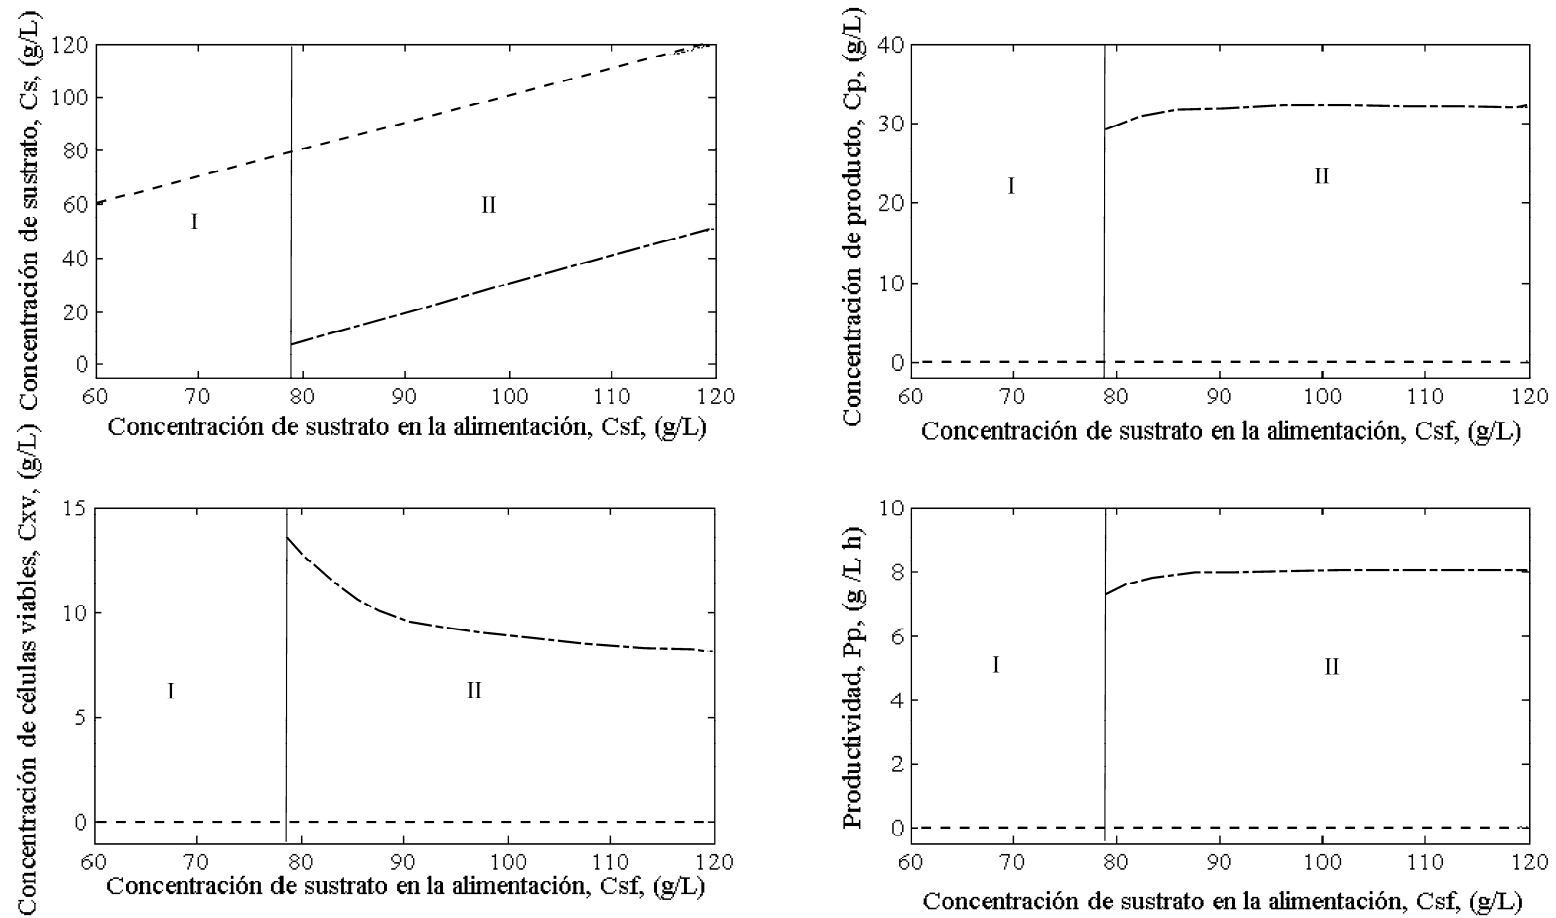 Concentración de sustrato, Cs, (g/L)
120
100
80
60
40
20
0
I
II
60 70 80 90 100 110 120
Concentración de sustrato en la alimentación, Csf, (g/L)
Concentración de producto, Cp, (g/L)
40
30
20
10
0
I
II
60 70 80 90 100 110 120
Concentración de sustrato en la alimentación, Csf, (g/L)
Concentración de células viables, Cxv, (g/L)
15
10
5
0
I
II
60 70 80 90 100 110 120
Concentración de sustrato en la alimentación, Csf, (g/L)
Productividad, Pp, (g /L h)
10
8
6
4
2
0
I
II
60 70 80 90 100 110 120
Concentración de sustrato en la alimentación, Csf, (g/L)